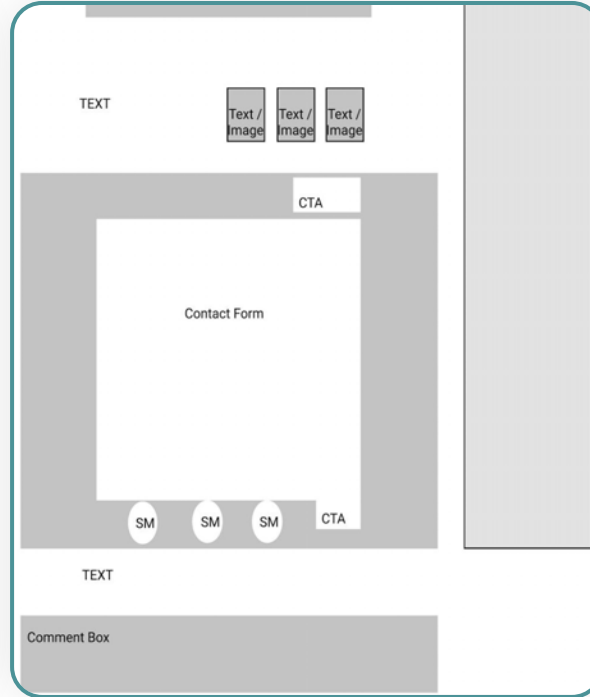 TEXT
Text /
Image
Text /
Image
Text /
Image
CTA
Contact Form
SM
SM
SM
CTA
TEXT
Comment Box